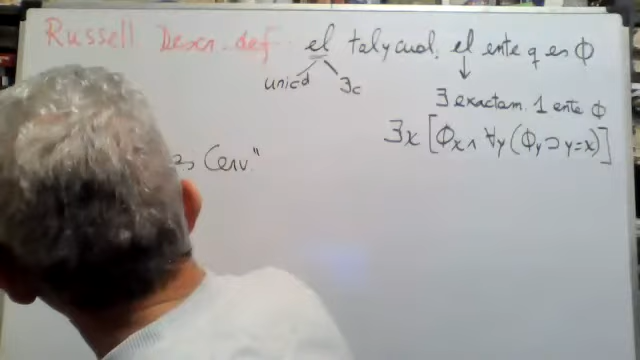 Russell Descr. def. el tal y cual. el ente q es Φ
unicd ∃c
∃ exactam. 1 ente Φ
∃x [Φx ∧ ∀y (Φy ⊃ y=x)]
Cerv."